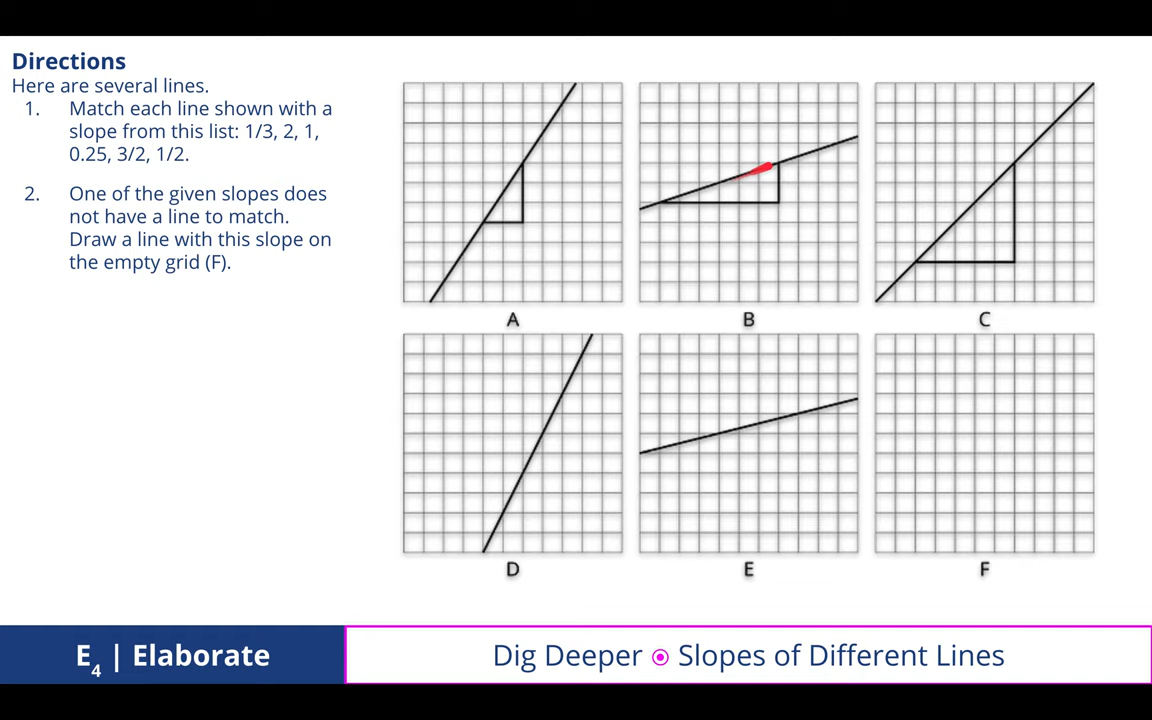 Directions
Here are several lines.
1. Match each line shown with a
slope from this list: 1/3, 2, 1,
0.25, 3/2, 1/2.
2. One of the given slopes does
not have a line to match.
Draw a line with this slope on
the empty grid (F).
A
B
C
D
E
F
E4 | Elaborate
Dig Deeper ⦿ Slopes of Different Lines